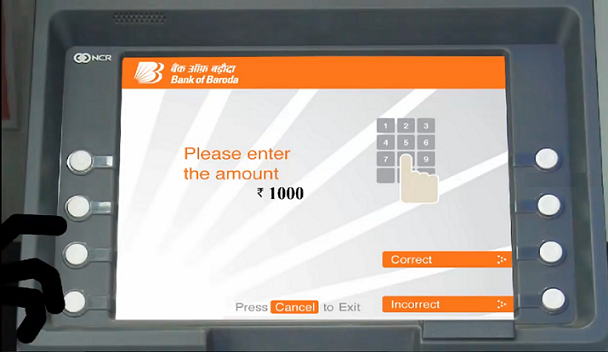 NCR
बैंक ऑफ़ बड़ौदा
Bank of Baroda
1 2 3
4 5 6
7 9
Please enter
the amount
₹ 1000
Correct
Press Cancel to Exit
Incorrect